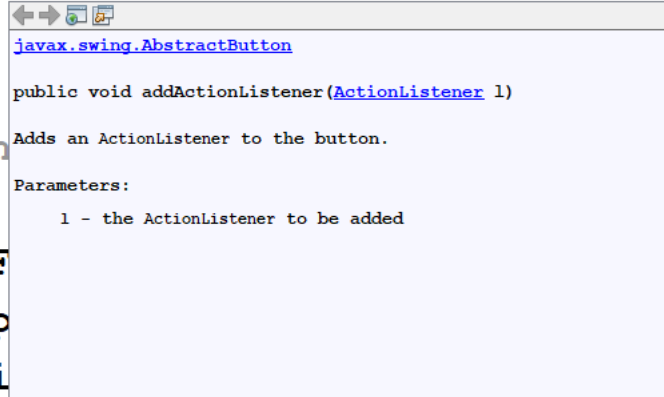 javax.swing.AbstractButton
public void addActionListener(ActionListener l)
Adds an ActionListener to the button.
Parameters:
l - the ActionListener to be added